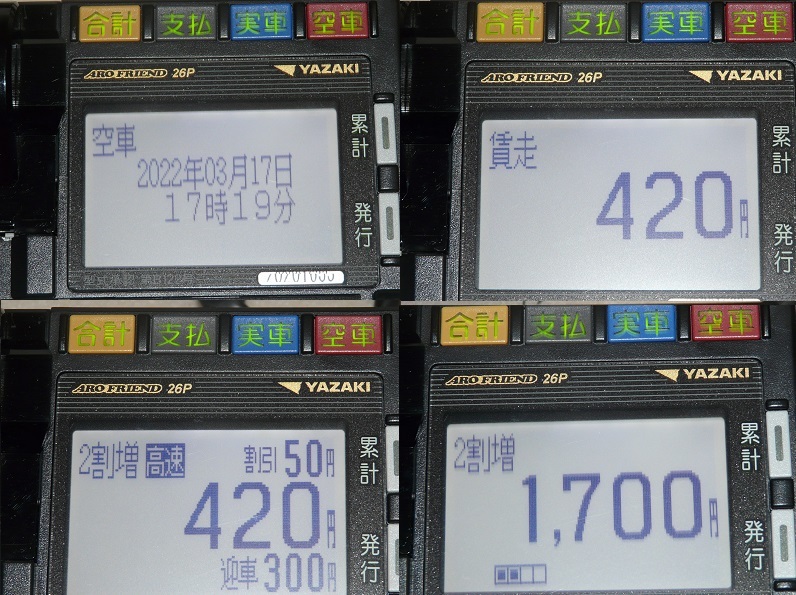 合計 支払 実車 空車
ARO FRIEND 26P YAZAKI
空車
2022年03月17日
17時19分
累計
発行
合計 支払 実車 空車
ARO FRIEND 26P YAZAKI
賃走
420円
累計
発行
合計 支払 実車 空車
ARO FRIEND 26P YAZAKI
2割増 高速 割引50円
420円
迎車300円
累計
発行
合計 支払 実車 空車
ARO FRIEND 26P YAZAKI
2割増
1,700円
累計
発行